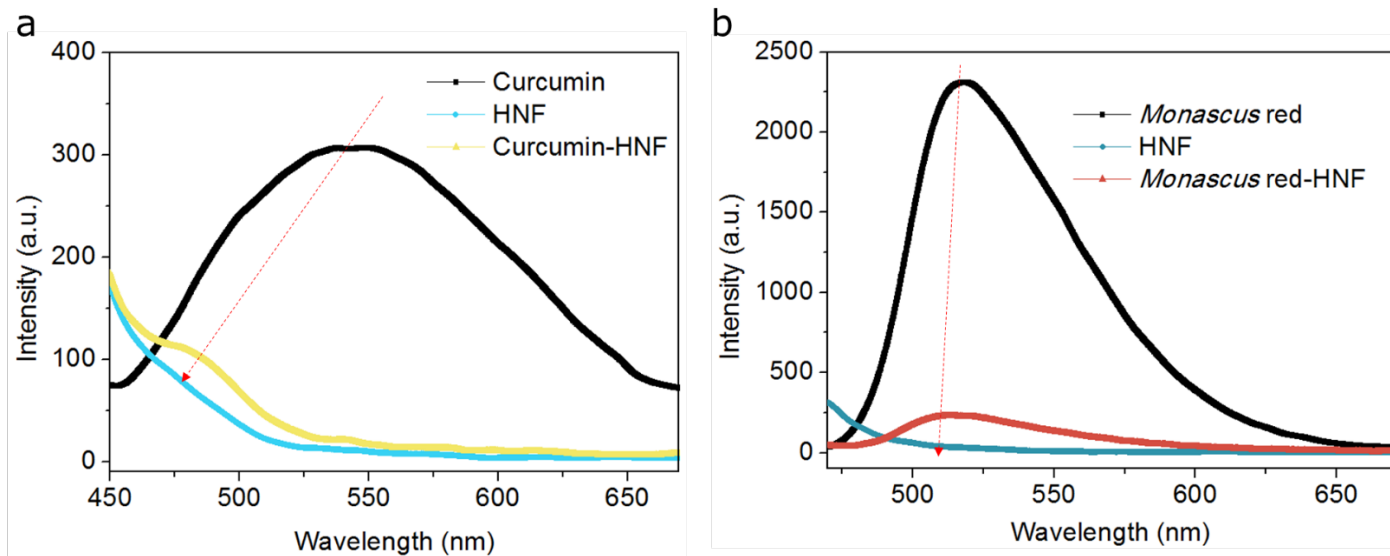 a
400
300
200
100
0
Intensity (a.u.)
Curcumin
HNF
Curcumin-HNF
450 500 550 600 650
Wavelength (nm)
b
2500
2000
1500
1000
500
0
Intensity (a.u.)
Monascus red
HNF
Monascus red-HNF
500 550 600 650
Wavelength (nm)